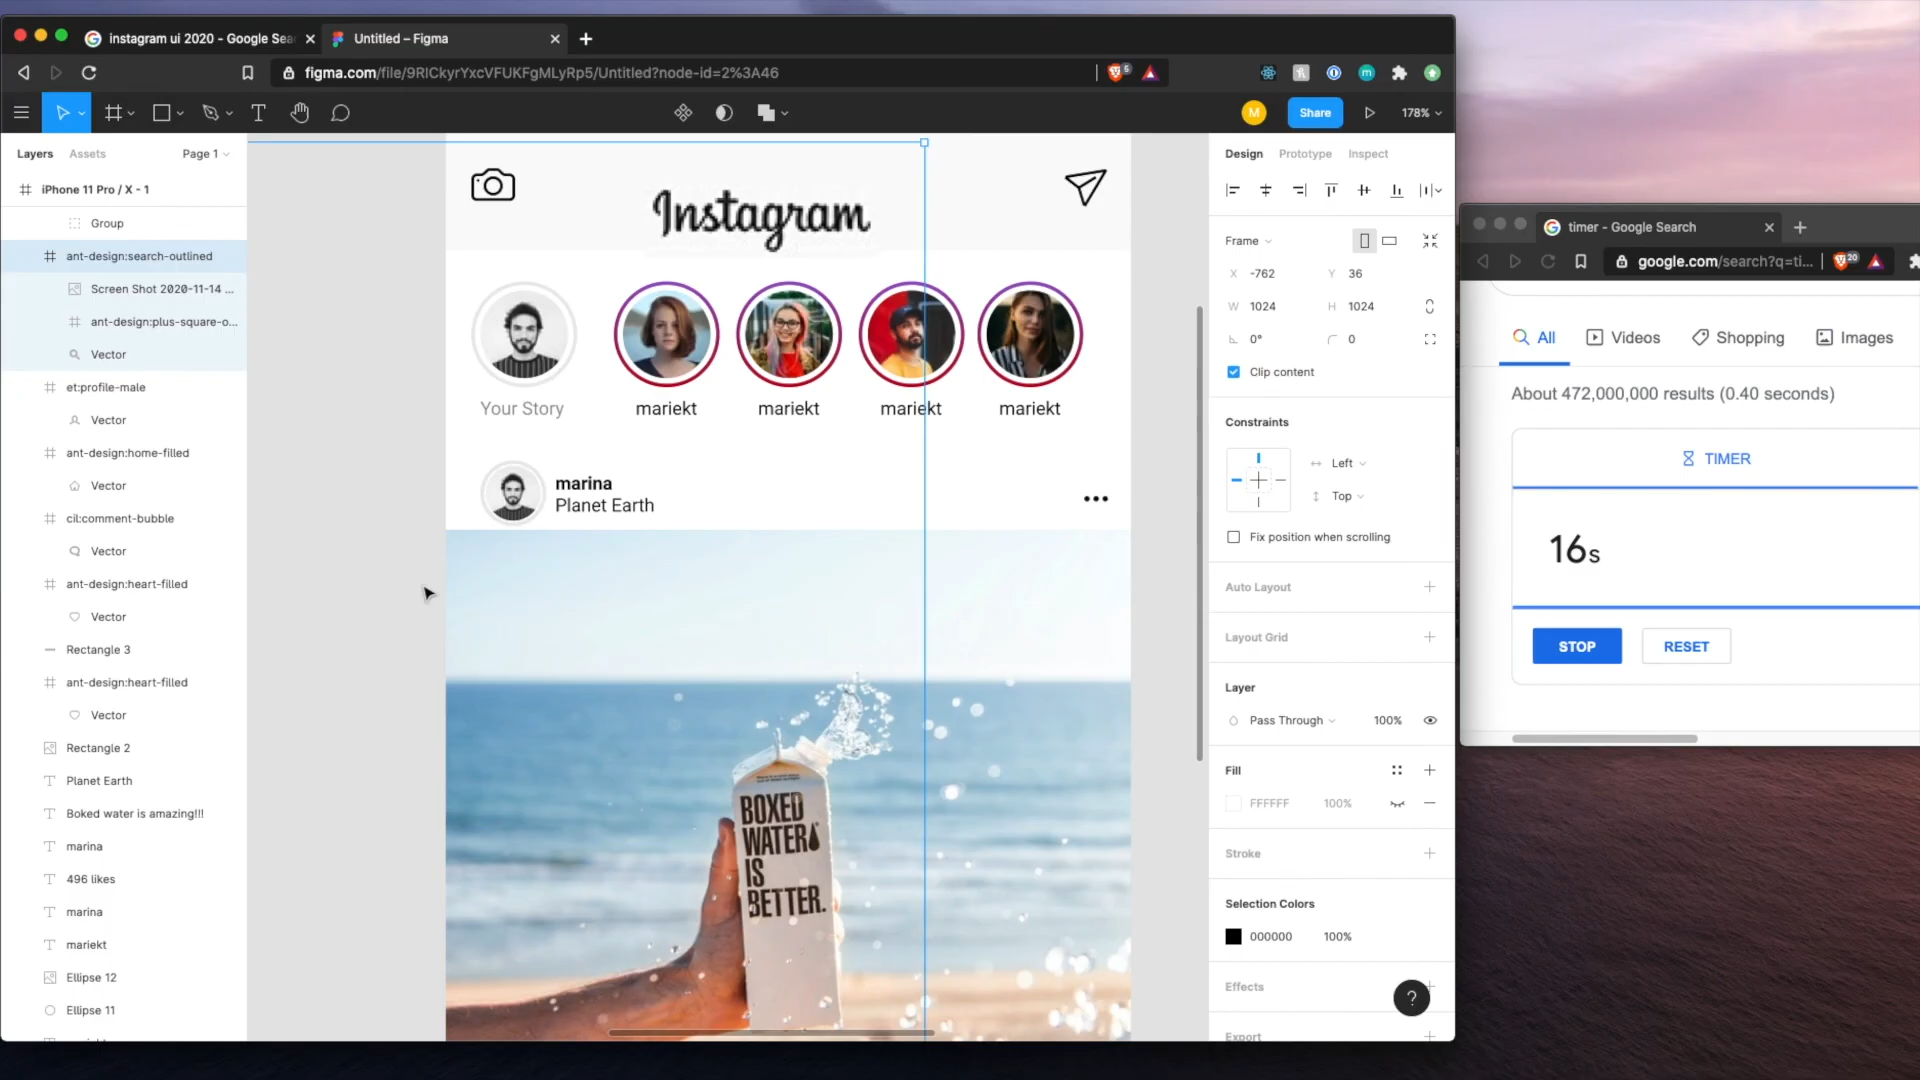 instagram ui 2020 - Google Sea
Untitled – Figma
figma.com/file/9RlCkyrYxcVFUKFgMLyRp5/Untitled?node-id=2%3A46
5
m
M
Share
178%
Layers
Assets
Page 1
iPhone 11 Pro / X - 1
Group
ant-design:search-outlined
Screen Shot 2020-11-14 ...
ant-design:plus-square-o...
Vector
et:profile-male
Vector
ant-design:home-filled
Vector
cil:comment-bubble
Vector
ant-design:heart-filled
Vector
Rectangle 3
ant-design:heart-filled
Vector
Rectangle 2
Planet Earth
Boked water is amazing!!!
marina
496 likes
marina
mariekt
Ellipse 12
Ellipse 11
Instagram
Your Story
mariekt
mariekt
mariekt
mariekt
marina
Planet Earth
BOXED
WATER
IS
BETTER.
Design
Prototype
Inspect
Frame
X -762
Y 36
W 1024
H 1024
0°
0
Clip content
Constraints
Left
Top
Fix position when scrolling
Auto Layout
Layout Grid
Layer
Pass Through
100%
Fill
FFFFFF
100%
Stroke
Selection Colors
000000
100%
Effects
?
Export
timer - Google Search
google.com/search?q=ti...
20
All
Videos
Shopping
Images
About 472,000,000 results (0.40 seconds)
TIMER
16s
STOP
RESET